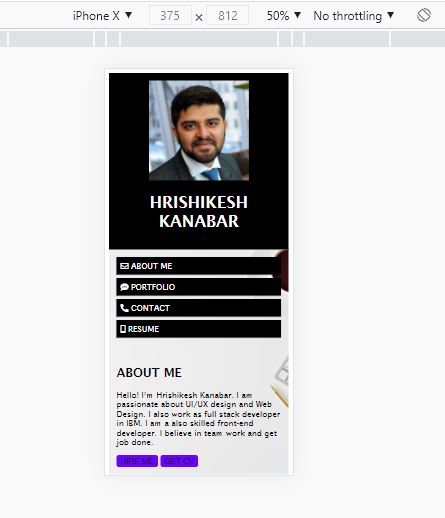 iPhone X ▼ 375 × 812 50% ▼ No throttling ▼
HRISHIKESH
KANABAR
ABOUT ME
PORTFOLIO
CONTACT
RESUME
ABOUT ME
Hello! I'm Hrishikesh Kanabar. I am
passionate about UI/UX design and Web
Design. I also work as full stack developer
in IBM. I am a also skilled front-end
developer. I believe in team work and get
job done.
HIRE ME GET CV